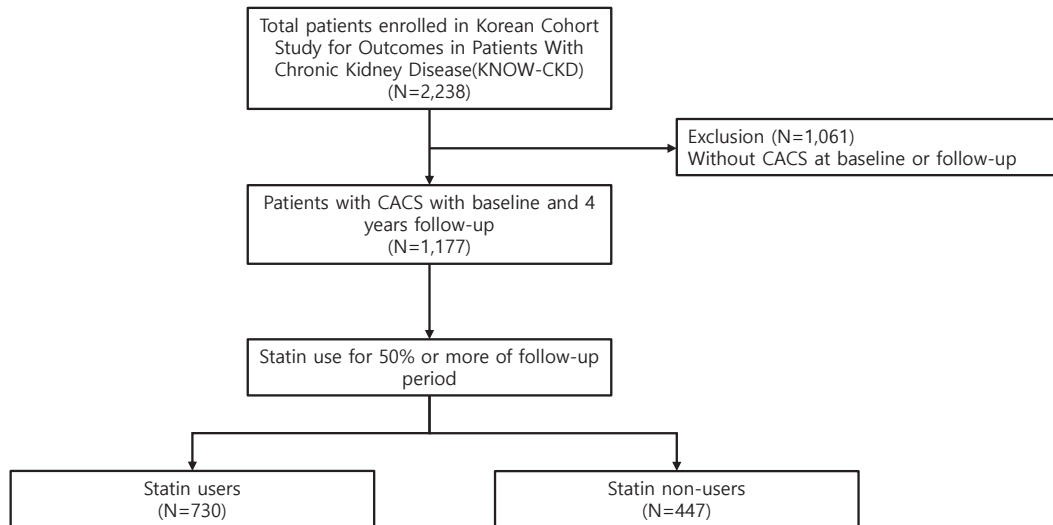 Total patients enrolled in Korean Cohort
Study for Outcomes in Patients With
Chronic Kidney Disease(KNOW-CKD)
(N=2,238)
Exclusion (N=1,061)
Without CACS at baseline or follow-up
Patients with CACS with baseline and 4
years follow-up
(N=1,177)
Statin use for 50% or more of follow-up
period
Statin users
(N=730)
Statin non-users
(N=447)